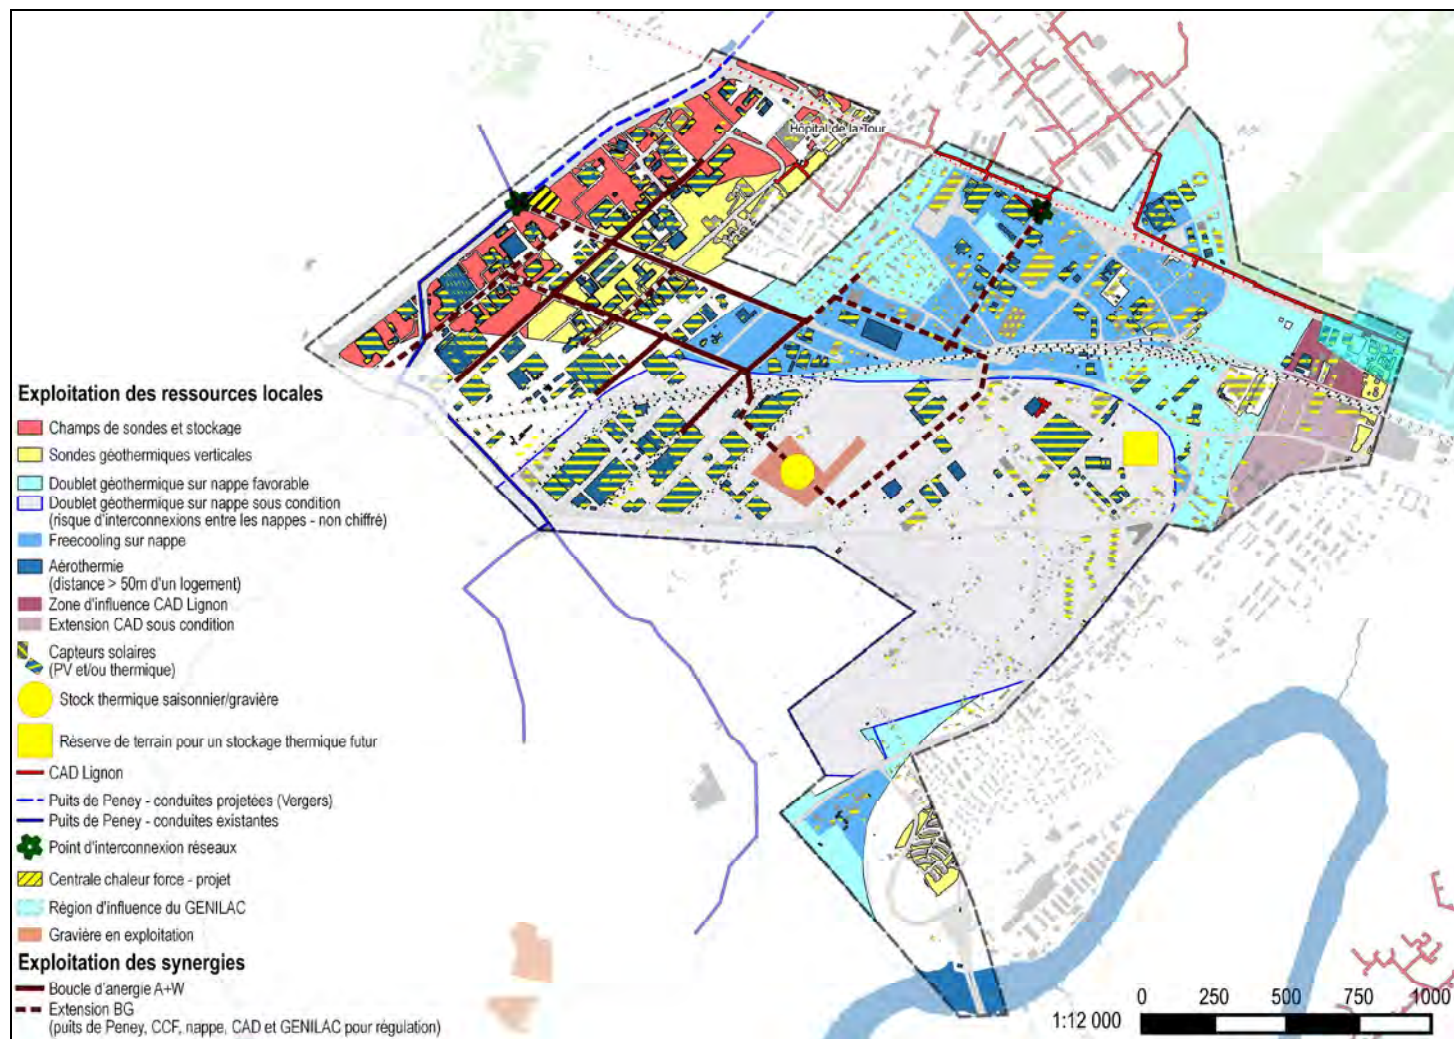 Hôpital de la Tour
Exploitation des ressources locales
Champs de sondes et stockage
Sondes géothermiques verticales
Doublet géothermique sur nappe favorable
Doublet géothermique sur nappe sous condition
(risque d'interconnexions entre les nappes - non chiffré)
Freecooling sur nappe
Aérothermie
(distance > 50m d'un logement)
Zone d'influence CAD Lignon
Extension CAD sous condition
Capteurs solaires
(PV et/ou thermique)
Stock thermique saisonnier/gravière
Réserve de terrain pour un stockage thermique futur
CAD Lignon
Puits de Peney - conduites projetées (Vergers)
Puits de Peney - conduites existantes
Point d'interconnexion réseaux
Centrale chaleur force - projet
Région d'influence du GENILAC
Gravière en exploitation
Exploitation des synergies
Boucle d'anergie A+W
Extension BG
(puits de Peney, CCF, nappe, CAD et GENILAC pour régulation)
0 250 500 750 1000
1:12 000